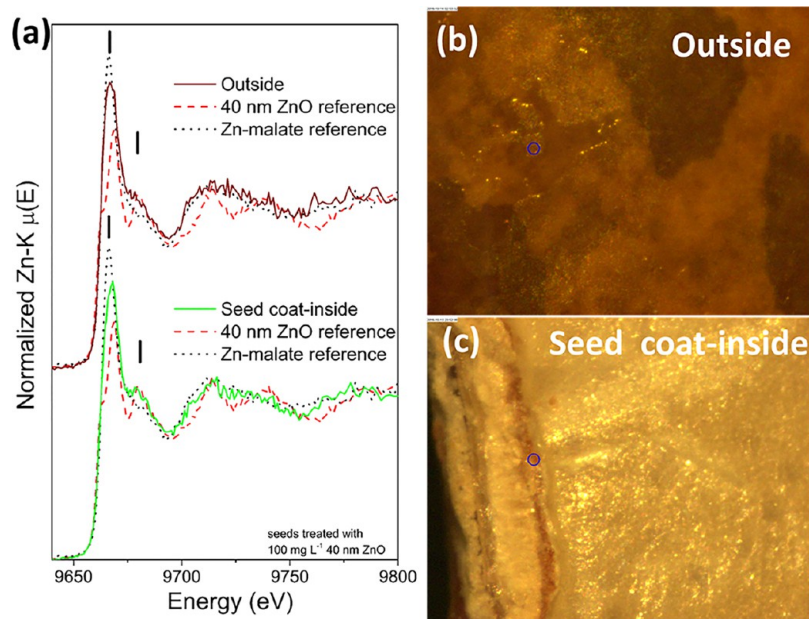 (a)
Outside
40 nm ZnO reference
Zn-malate reference
Seed coat-inside
40 nm ZnO reference
Zn-malate reference
seeds treated with
100 mg L⁻¹ 40 nm ZnO
Normalized Zn-K μ(E)
9650
9700
9750
9800
Energy (eV)
(b)
Outside
(c)
Seed coat-inside